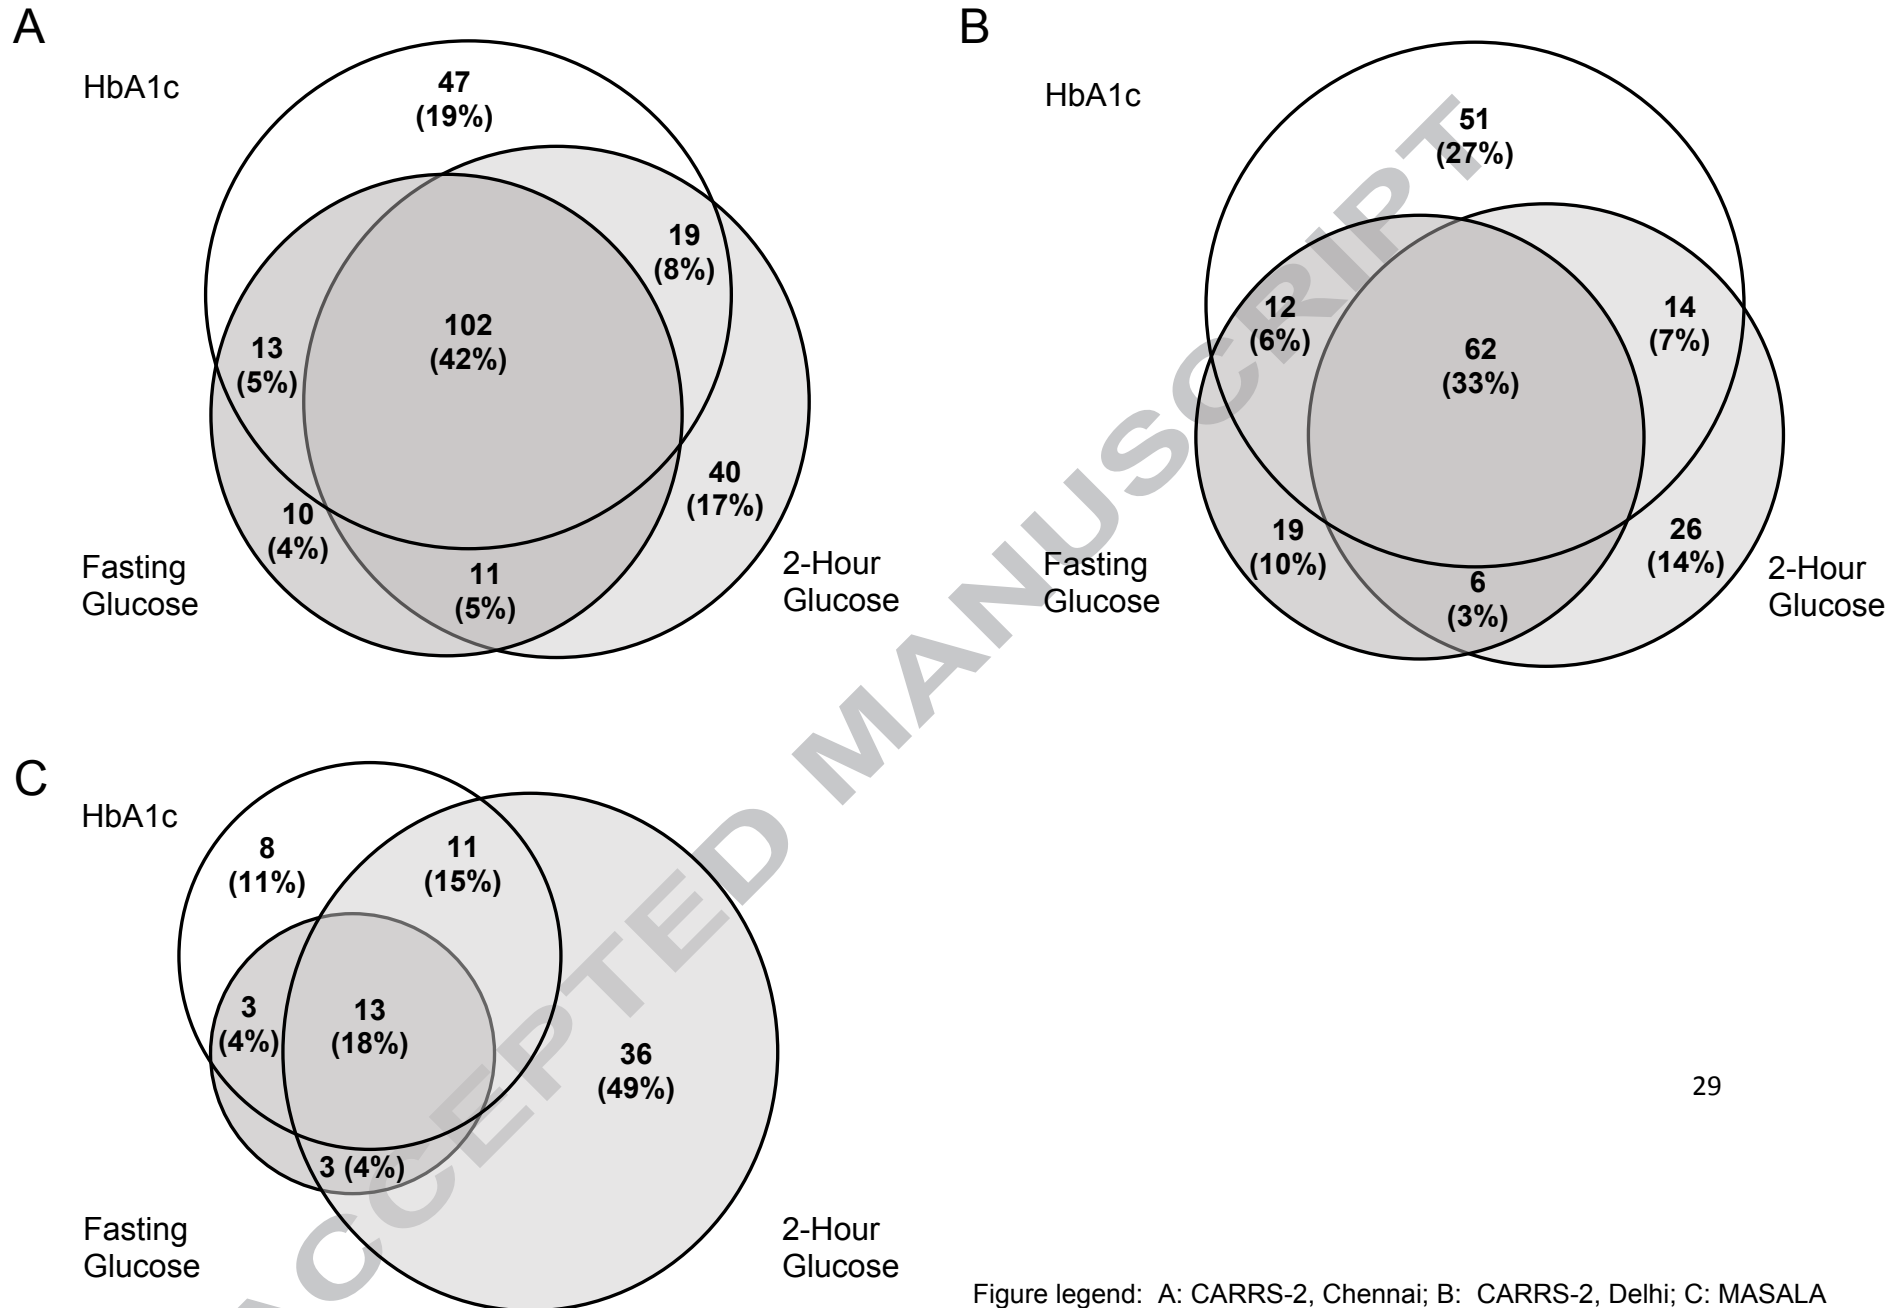 A
HbA1c
47
(19%)
19
(8%)
102
(42%)
13
(5%)
40
(17%)
10
(4%)
11
(5%)
Fasting
Glucose
2-Hour
Glucose
B
HbA1c
51
(27%)
12
(6%)
14
(7%)
62
(33%)
19
(10%)
26
(14%)
6
(3%)
Fasting
Glucose
2-Hour
Glucose
C
HbA1c
8
(11%)
11
(15%)
3
(4%)
13
(18%)
36
(49%)
3 (4%)
Fasting
Glucose
2-Hour
Glucose
ACCEPTED MANUSCRIPT
29
Figure legend: A: CARRS-2, Chennai; B: CARRS-2, Delhi; C: MASALA